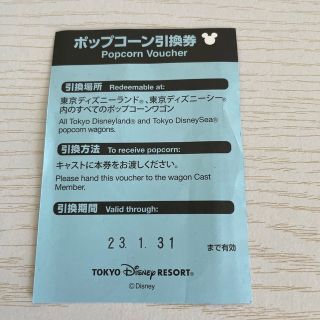 ポップコーン引換券
Popcorn Voucher
引換場所 Redeemable at:
東京ディズニーランド®、東京ディズニーシー®
内のすべてのポップコーンワゴン
All Tokyo Disneyland® and Tokyo DisneySea®
popcorn wagons.
引換方法 To receive popcorn:
キャストに本券をお渡しください。
Please hand this voucher to the wagon Cast
Member.
引換期間 Valid through:
23. 1. 31 まで有効
TOKYO Disney RESORT®
©Disney